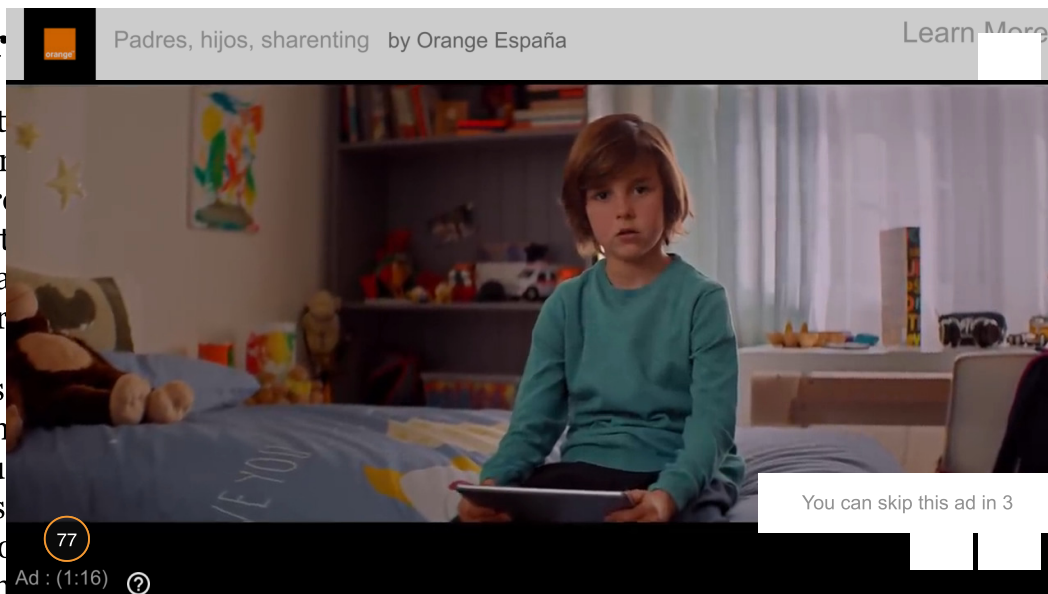 Padres, hijos, sharenting by Orange España
Learn More
orange
You can skip this ad in 3
77
Ad : (1:16)
?